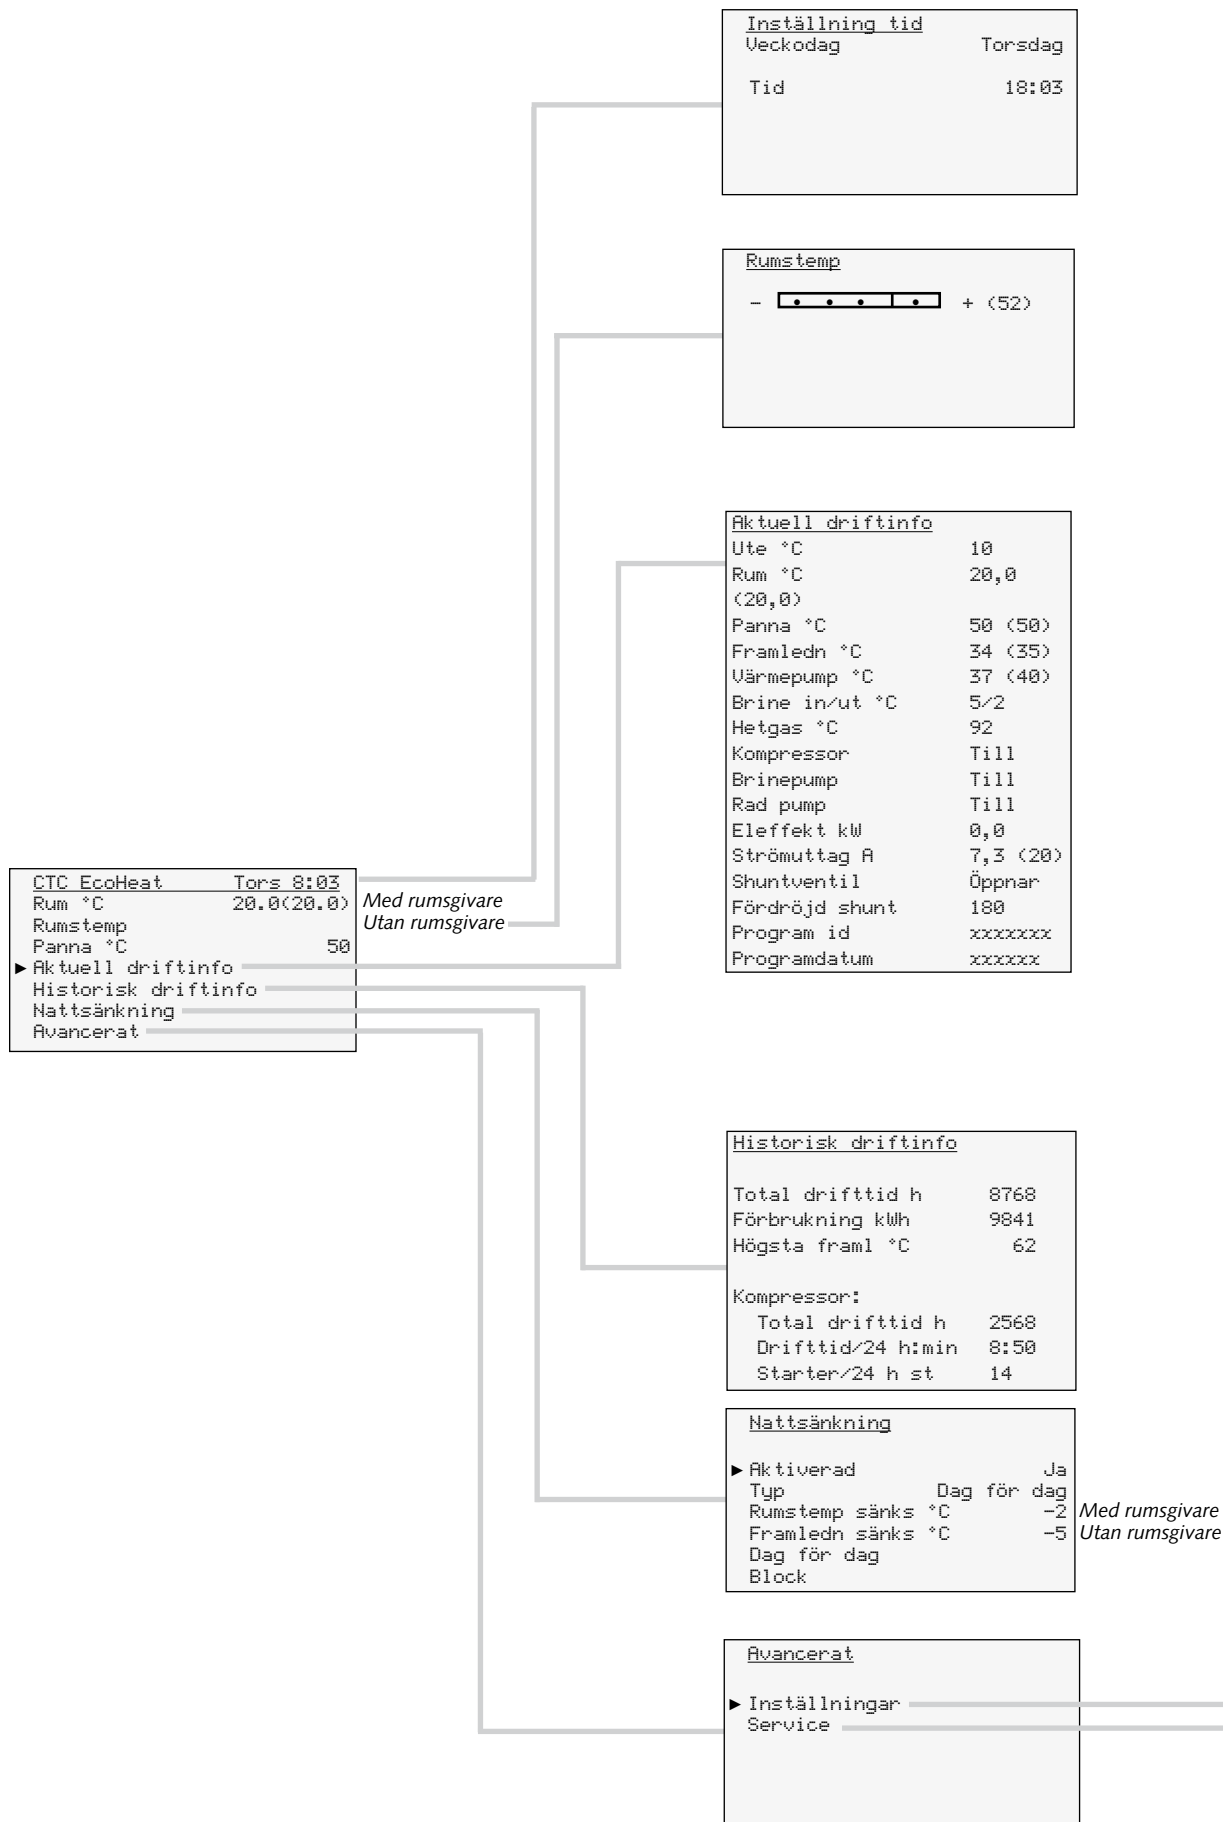 Inställning tid
Veckodag Torsdag
Tid 18:03
Rumstemp
- + (52)
Aktuell driftinfo
Ute °C 10
Rum °C 20,0
(20,0)
Panna °C 50 (50)
Framledn °C 34 (35)
Värmepump °C 37 (40)
Brine in/ut °C 5/2
Hetgas °C 92
Kompressor Till
Brinepump Till
Rad pump Till
Eleffekt kW 0,0
Strömuttag A 7,3 (20)
Shuntventil Öppnar
Fördröjd shunt 180
Program id xxxxxxx
Programdatum xxxxxx
CTC EcoHeat Tors 8:03
Rum °C 20.0(20.0) Med rumsgivare
Rumstemp Utan rumsgivare
Panna °C 50
Aktuell driftinfo
Historisk driftinfo
Nattsänkning
Avancerat
Historisk driftinfo
Total drifttid h 8768
Förbrukning kWh 9841
Högsta framl °C 62
Kompressor:
Total drifttid h 2568
Drifttid/24 h:min 8:50
Starter/24 h st 14
Nattsänkning
Aktiverad Ja
Typ Dag för dag
Rumstemp sänks °C -2 Med rumsgivare
Framledn sänks °C -5 Utan rumsgivare
Dag för dag
Block
Avancerat
Inställningar
Service